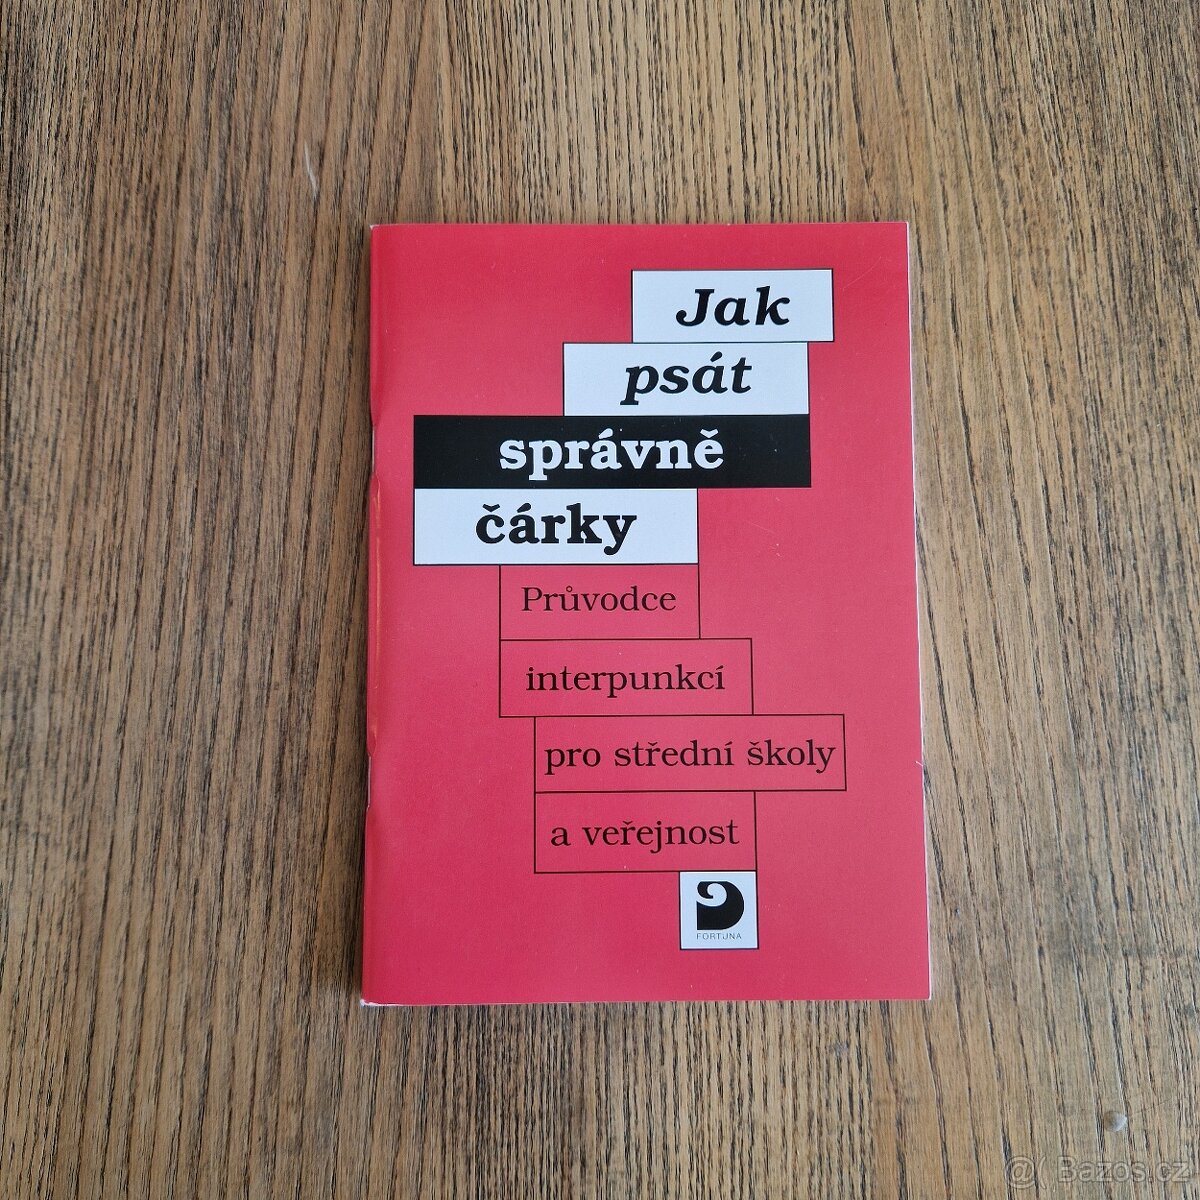 Jak
psát
správně
čárky
Průvodce
interpunkcí
pro střední školy
a veřejnost
FORTUNA
@( Bazos.cz